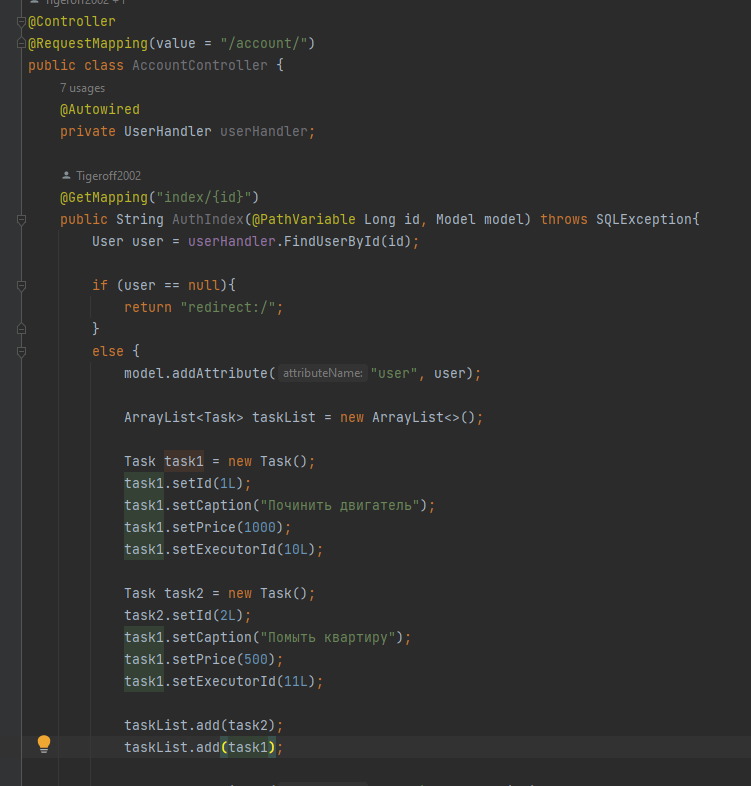 @Controller
@RequestMapping(value = "/account/")
public class AccountController {
7 usages
@Autowired
private UserHandler userHandler;
Tigeroff2002
@GetMapping("index/{id}")
public String AuthIndex(@PathVariable Long id, Model model) throws SQLException{
User user = userHandler.FindUserById(id);
if (user == null){
return "redirect:/";
}
else {
model.addAttribute( attributeName: "user", user);
ArrayList<Task> taskList = new ArrayList<>();
Task task1 = new Task();
task1.setId(1L);
task1.setCaption("Починить двигатель");
task1.setPrice(1000);
task1.setExecutorId(10L);
Task task2 = new Task();
task2.setId(2L);
task1.setCaption("Помыть квартиру");
task1.setPrice(500);
task1.setExecutorId(11L);
taskList.add(task2);
taskList.add(task1);